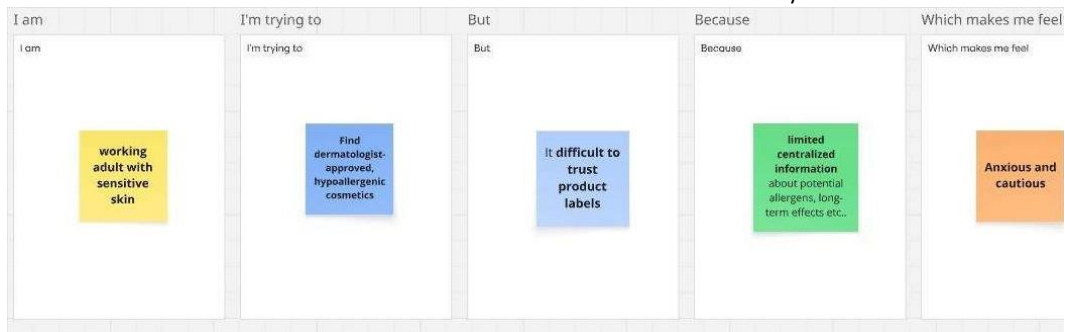 I am
I'm trying to
But
Because
Which makes me feel
I am
I'm trying to
But
Because
Which makes me feel
working
adult with
sensitive
skin
Find
dermatologist-
approved,
hypoallergenic
cosmetics
It difficult to
trust
product
labels
limited
centralized
information
about potential
allergens, long-
term effects etc..
Anxious and
cautious